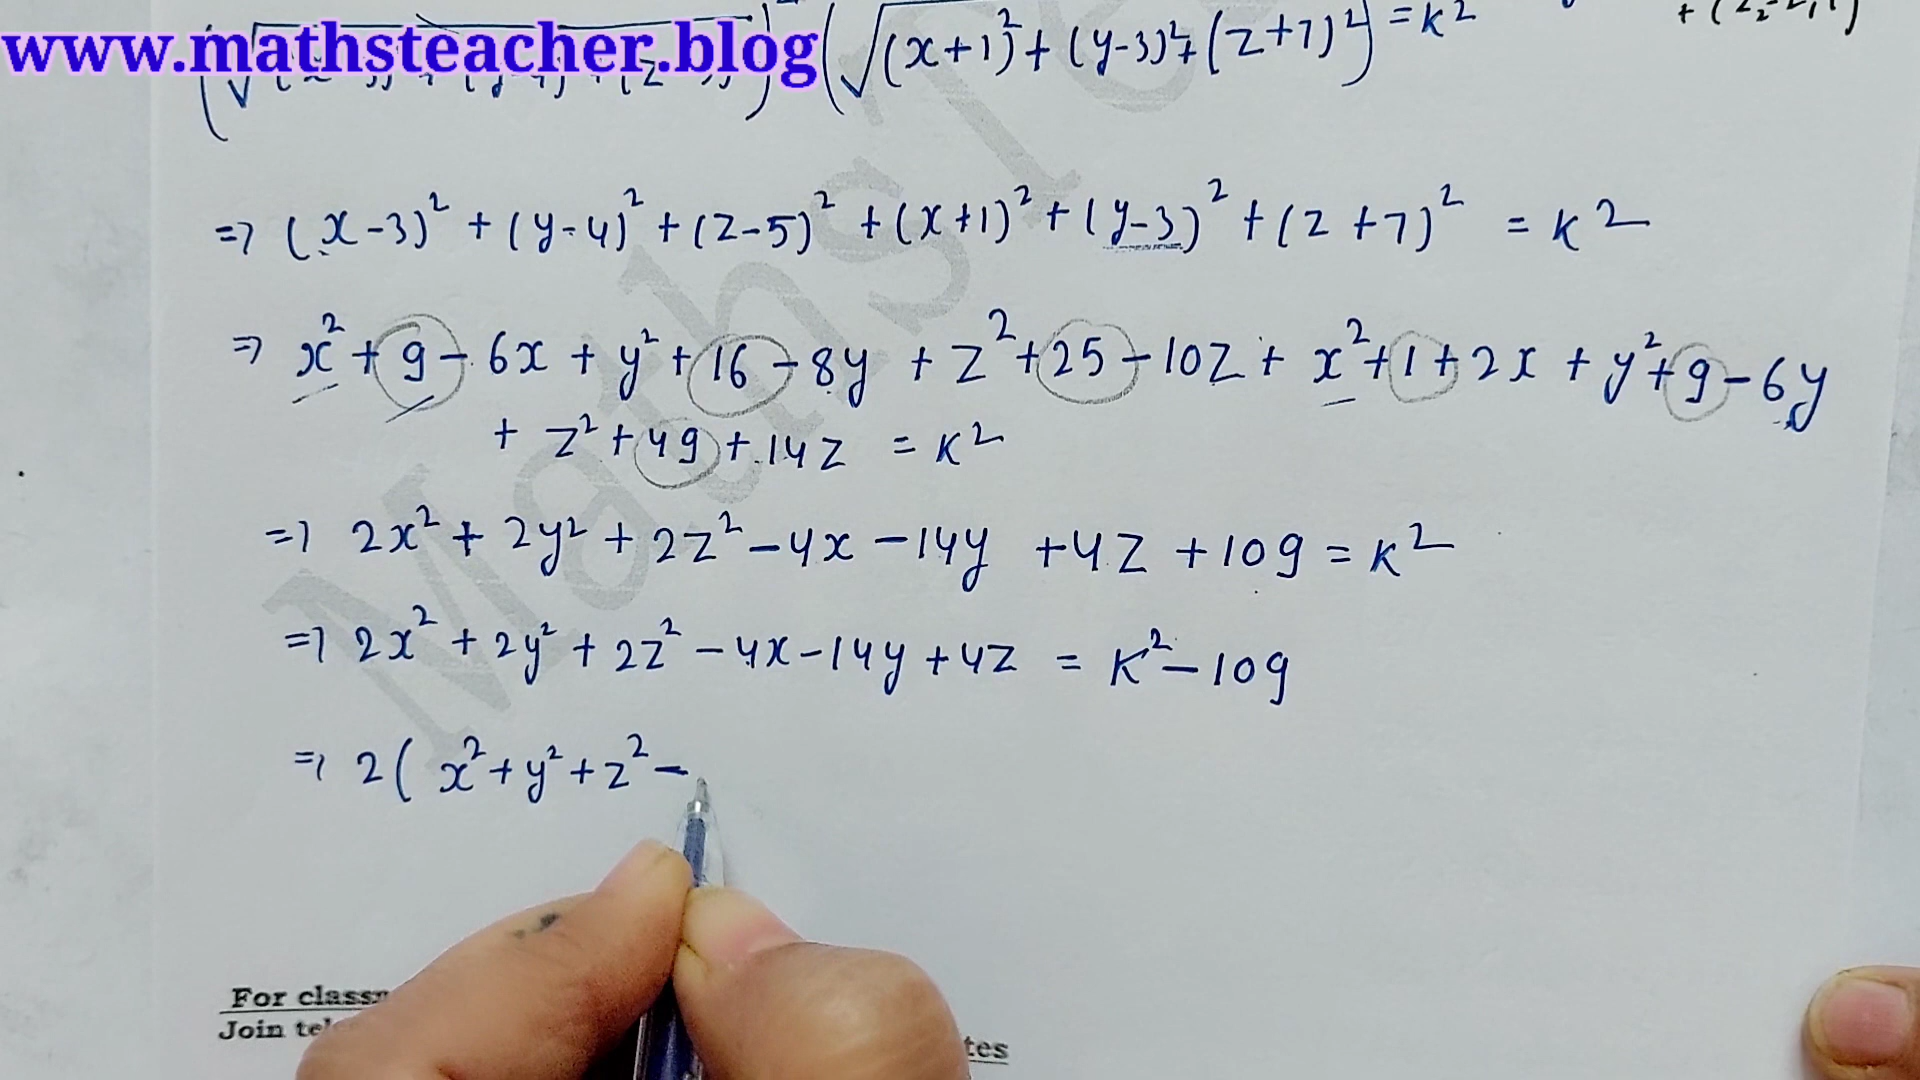 + (z₂-z₁)
www.mathsteacher.blog (√(x+1)² + (y-3)² + (z+7)²) = K²
=> (x-3)² + (y-4)² + (z-5)² + (x+1)² + (y-3)² + (z+7)² = K²
=> x² + 9 - 6x + y² + 16 - 8y + z² + 25 - 10z + x² + 1 + 2x + y² + 9 - 6y
+ z² + 49 + 14z = K²
=> 2x² + 2y² + 2z² - 4x - 14y + 4z + 109 = K²
=> 2x² + 2y² + 2z² - 4x - 14y + 4z = K² - 109
=> 2( x² + y² + z² -
Maths
For
Join